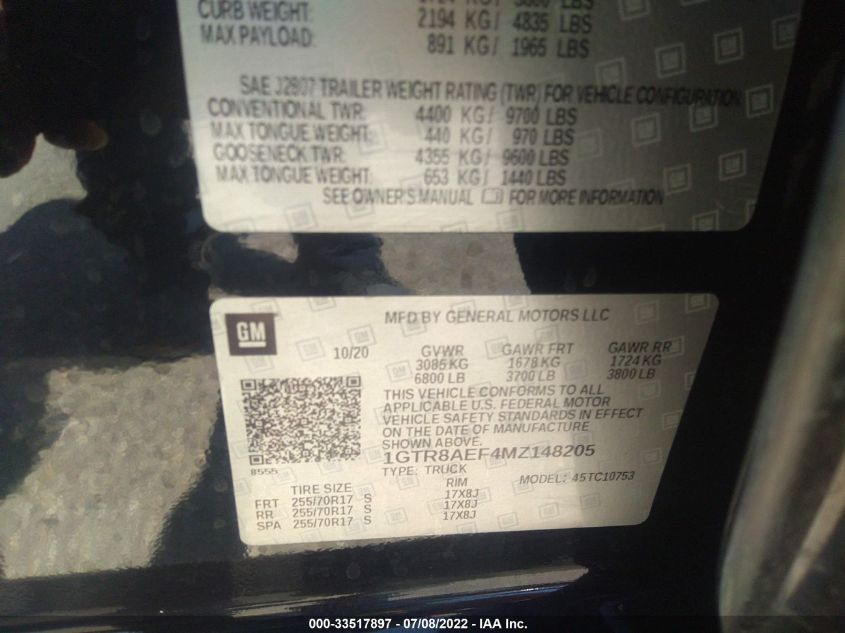 CURB WEIGHT: 2194 KG/ 4835 LBS
MAX PAYLOAD: 891 KG/ 1965 LBS
SAE J2807 TRAILER WEIGHT RATING (TWR) FOR VEHICLE CONFIGURATION
CONVENTIONAL TWR: 4400 KG/ 9700 LBS
MAX TONGUE WEIGHT: 440 KG/ 970 LBS
GOOSENECK TWR: 4355 KG/ 9600 LBS
MAX TONGUE WEIGHT: 653 KG/ 1440 LBS
SEE OWNER'S MANUAL FOR MORE INFORMATION
GM
MFD BY GENERAL MOTORS LLC
10/20 GVWR GAWR FRT GAWR RR
3085 KG 1678 KG 1724 KG
6800 LB 3700 LB 3800 LB
THIS VEHICLE CONFORMS TO ALL
APPLICABLE U.S. FEDERAL MOTOR
VEHICLE SAFETY STANDARDS IN EFFECT
ON THE DATE OF MANUFACTURE
SHOWN ABOVE.
8555
1GTR8AEF4MZ148205
TYPE: TRUCK MODEL: 45TC10753
TIRE SIZE RIM
FRT 255/70R17 S 17X8J
RR 255/70R17 S 17X8J
SPA 255/70R17 S 17X8J
000-33517897 - 07/08/2022 - IAA Inc.